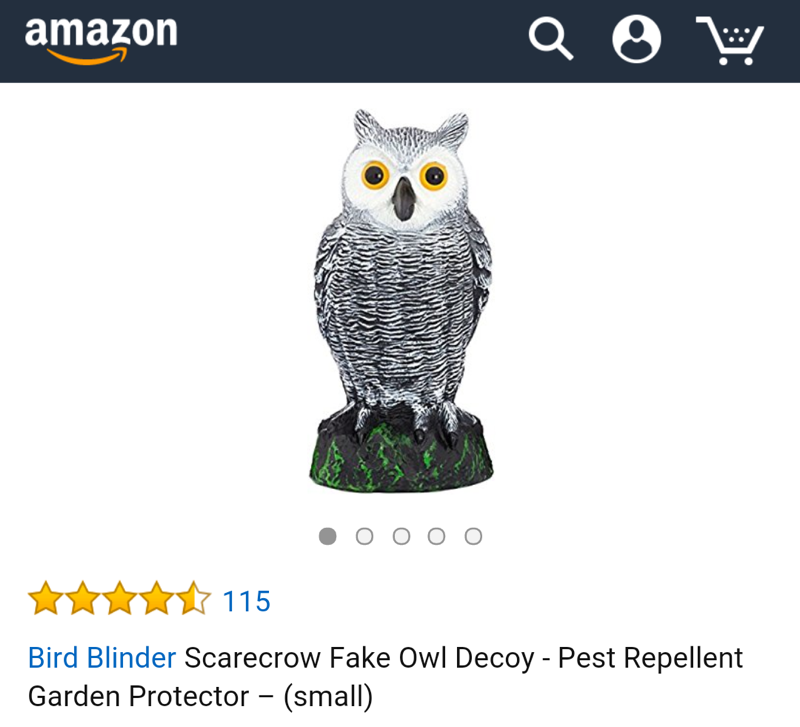 amazon
115
Bird Blinder Scarecrow Fake Owl Decoy - Pest Repellent
Garden Protector – (small)